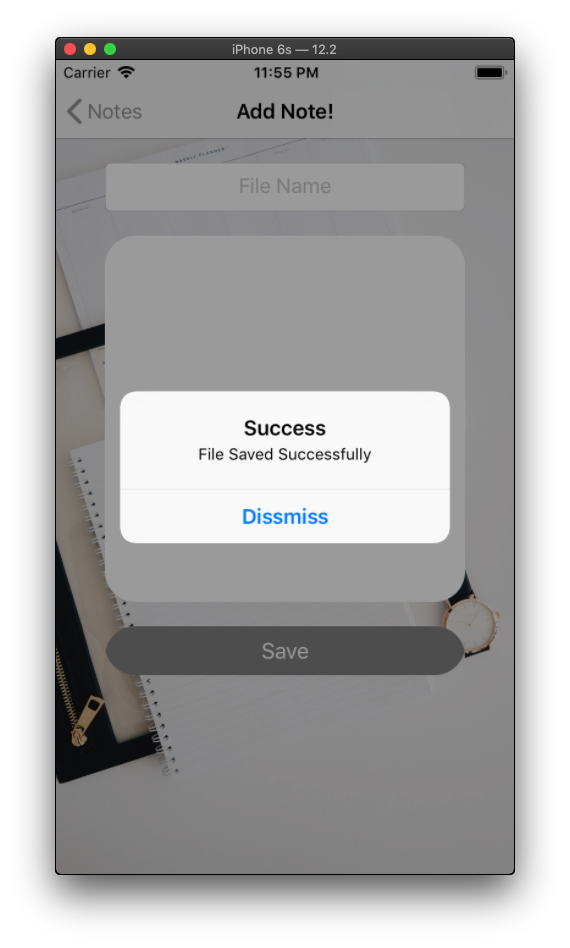 iPhone 6s — 12.2
Carrier 11:55 PM
Notes Add Note!
WEEKLY PLANNER
File Name
Success
File Saved Successfully
Dissmiss
Save